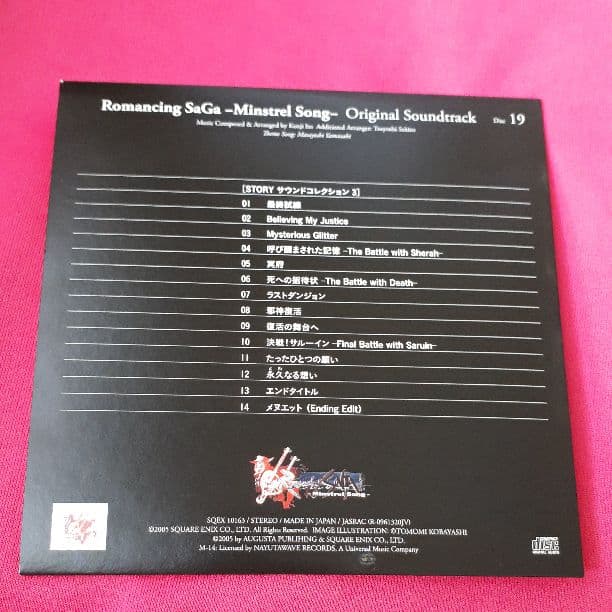 Romancing SaGa –Minstrel Song– Original Soundtrack Disc 19
Music Composed & Arranged by Kenji Ito Additional Arranger: Tsuyoshi Sekito
Theme Song: Masayoshi Yamazaki
[STORY サウンドコレクション 3]
01 最終試練
02 Believing My Justice
03 Mysterious Glitter
04 呼び醒まされた記憶 –The Battle with Sherah–
05 冥府
06 死への招待状 –The Battle with Death–
07 ラストダンジョン
08 邪神復活
09 復活の舞台へ
10 決戦!サルーイン –Final Battle with Saruin–
11 たったひとつの願い
12 永久なる想い
13 エンドタイトル
14 メヌエット (Ending Edit)
Minstrel Song
SQEX 10163 / STEREO / MADE IN JAPAN / JASRAC (R-0961320JV)
©2005 SQUARE ENIX CO., LTD. All Rights Reserved. IMAGE ILLUSTRATION: ©TOMOMI KOBAYASHI
©2005 by AUGUSTA PUBLIHING & SQUARE ENIX CO., LTD.
M-14: Licensed by NAYUTAWAVE RECORDS, A Universal Music Company
COMPACT disc DIGITAL AUDIO